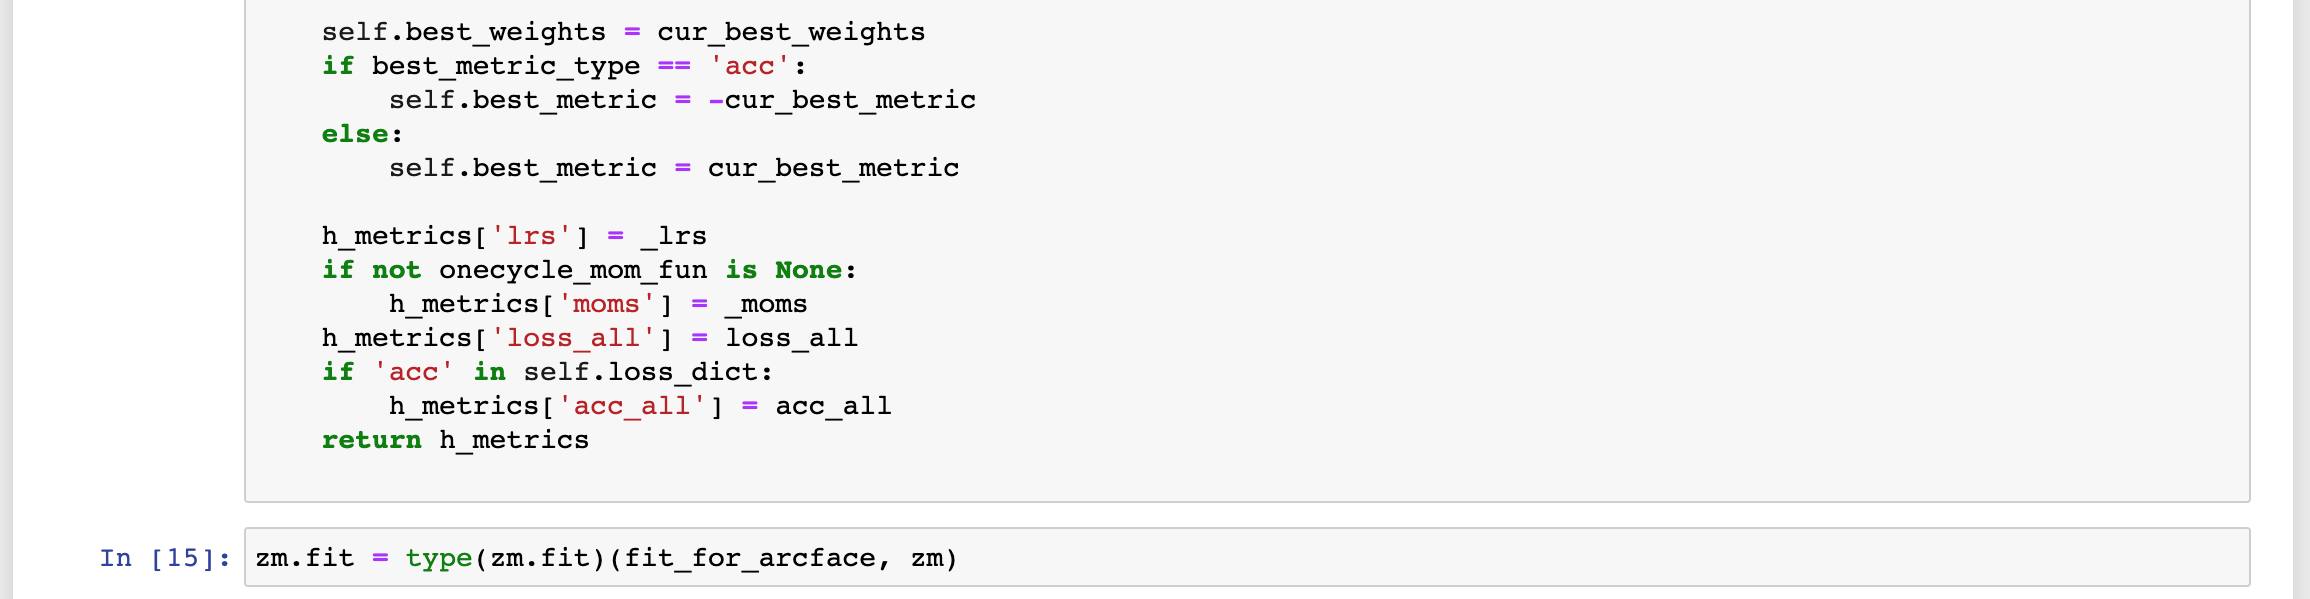 self.best_weights = cur_best_weights
    if best_metric_type == 'acc':
        self.best_metric = -cur_best_metric
    else:
        self.best_metric = cur_best_metric

    h_metrics['lrs'] = _lrs
    if not onecycle_mom_fun is None:
        h_metrics['moms'] = _moms
    h_metrics['loss_all'] = loss_all
    if 'acc' in self.loss_dict:
        h_metrics['acc_all'] = acc_all
    return h_metrics
In [15]: zm.fit = type(zm.fit)(fit_for_arcface, zm)